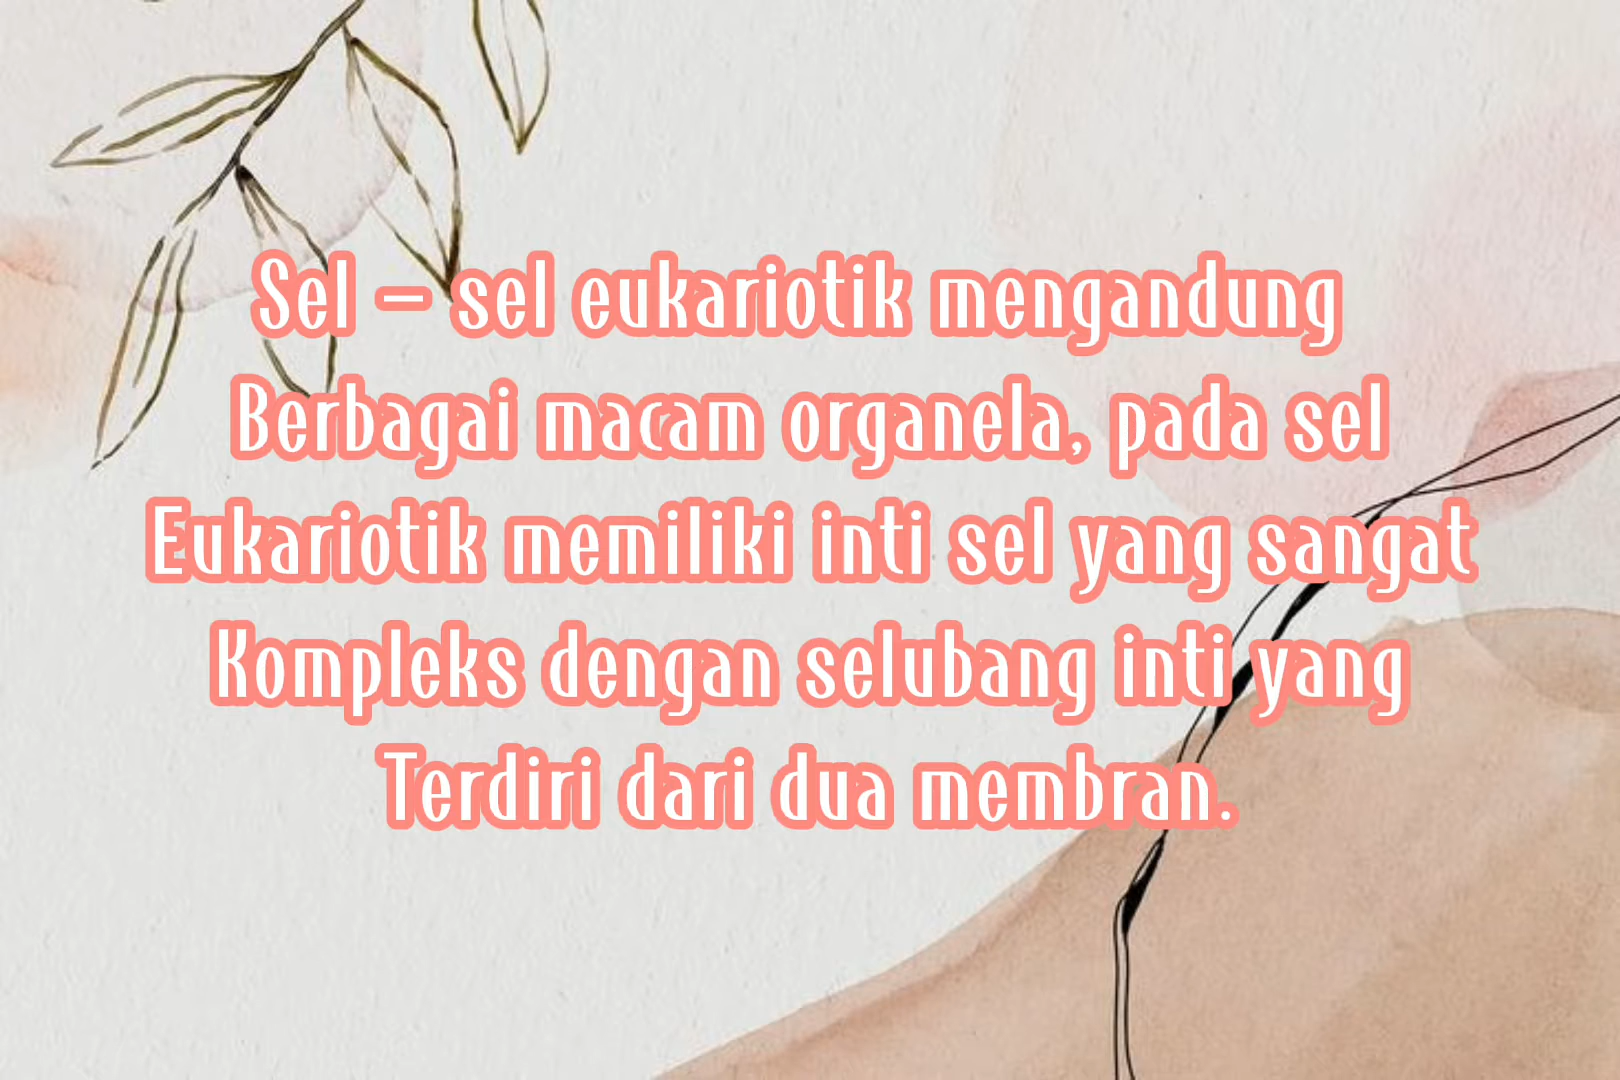 Sel – sel eukariotik mengandung
Berbagai macam organela, pada sel
Eukariotik memiliki inti sel yang sangat
Kompleks dengan selubang inti yang
Terdiri dari dua membran.